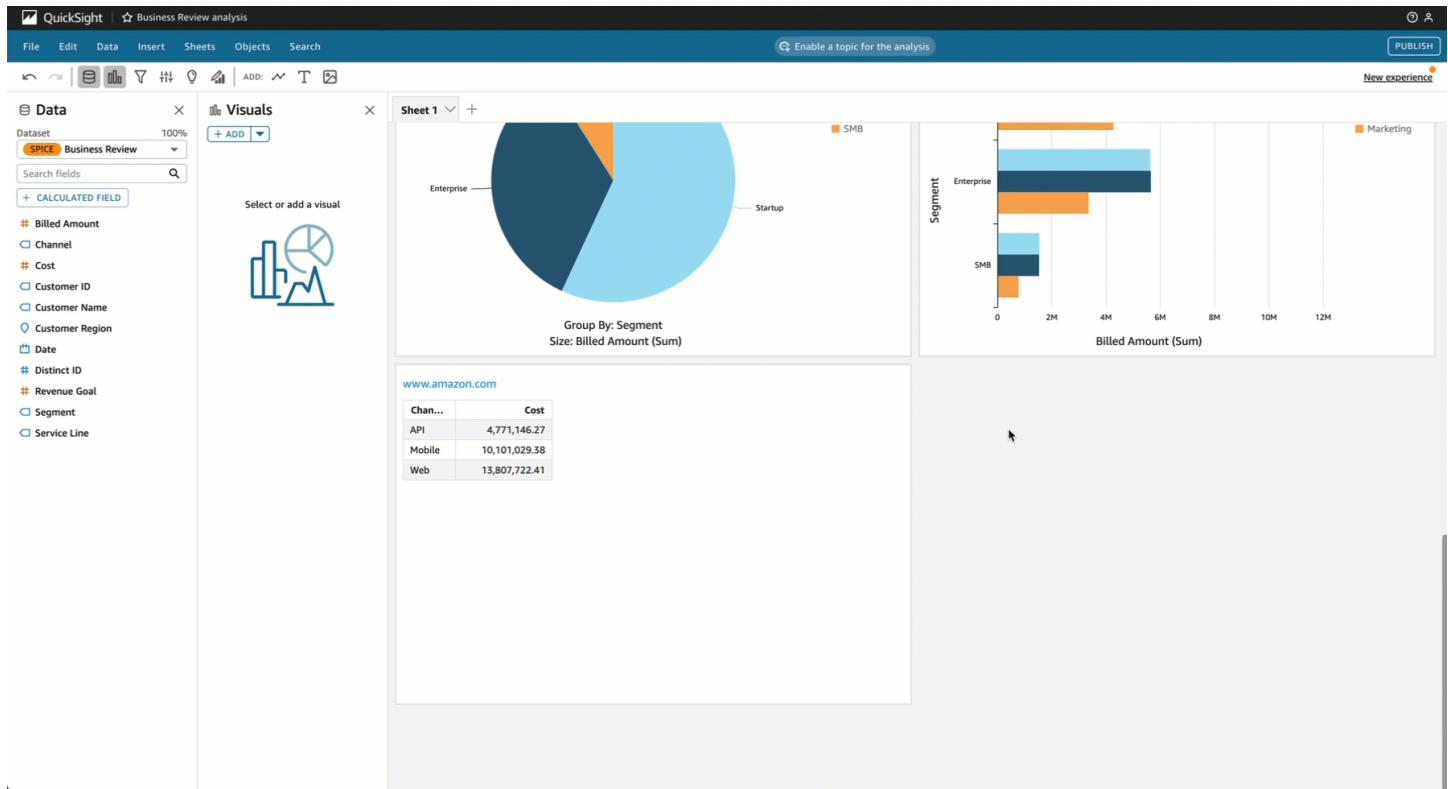 QuickSight
Business Review analysis
File Edit Data Insert Sheets Objects Search
Enable a topic for the analysis
PUBLISH
ADD:
New experience
Data
Dataset 100%
SPICE Business Review
Search fields
+ CALCULATED FIELD
Billed Amount
Channel
Cost
Customer ID
Customer Name
Customer Region
Date
Distinct ID
Revenue Goal
Segment
Service Line
Visuals
+ ADD
Select or add a visual
Sheet 1
SMB
Enterprise
Startup
Group By: Segment
Size: Billed Amount (Sum)
Marketing
Segment
Enterprise
SMB
0 2M 4M 6M 8M 10M 12M
Billed Amount (Sum)
www.amazon.com
Chan... Cost
API 4,771,146.27
Mobile 10,101,029.38
Web 13,807,722.41